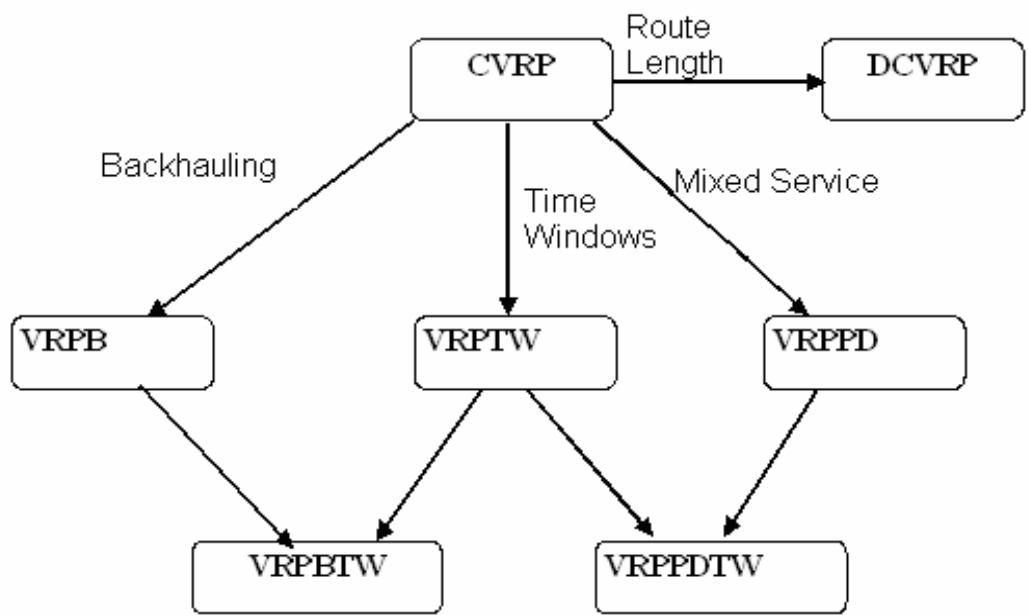 CVRP
Route
Length
DCVRP
Backhauling
Time
Windows
Mixed Service
VRPB
VRPTW
VRPPD
VRPBTW
VRPPDTW